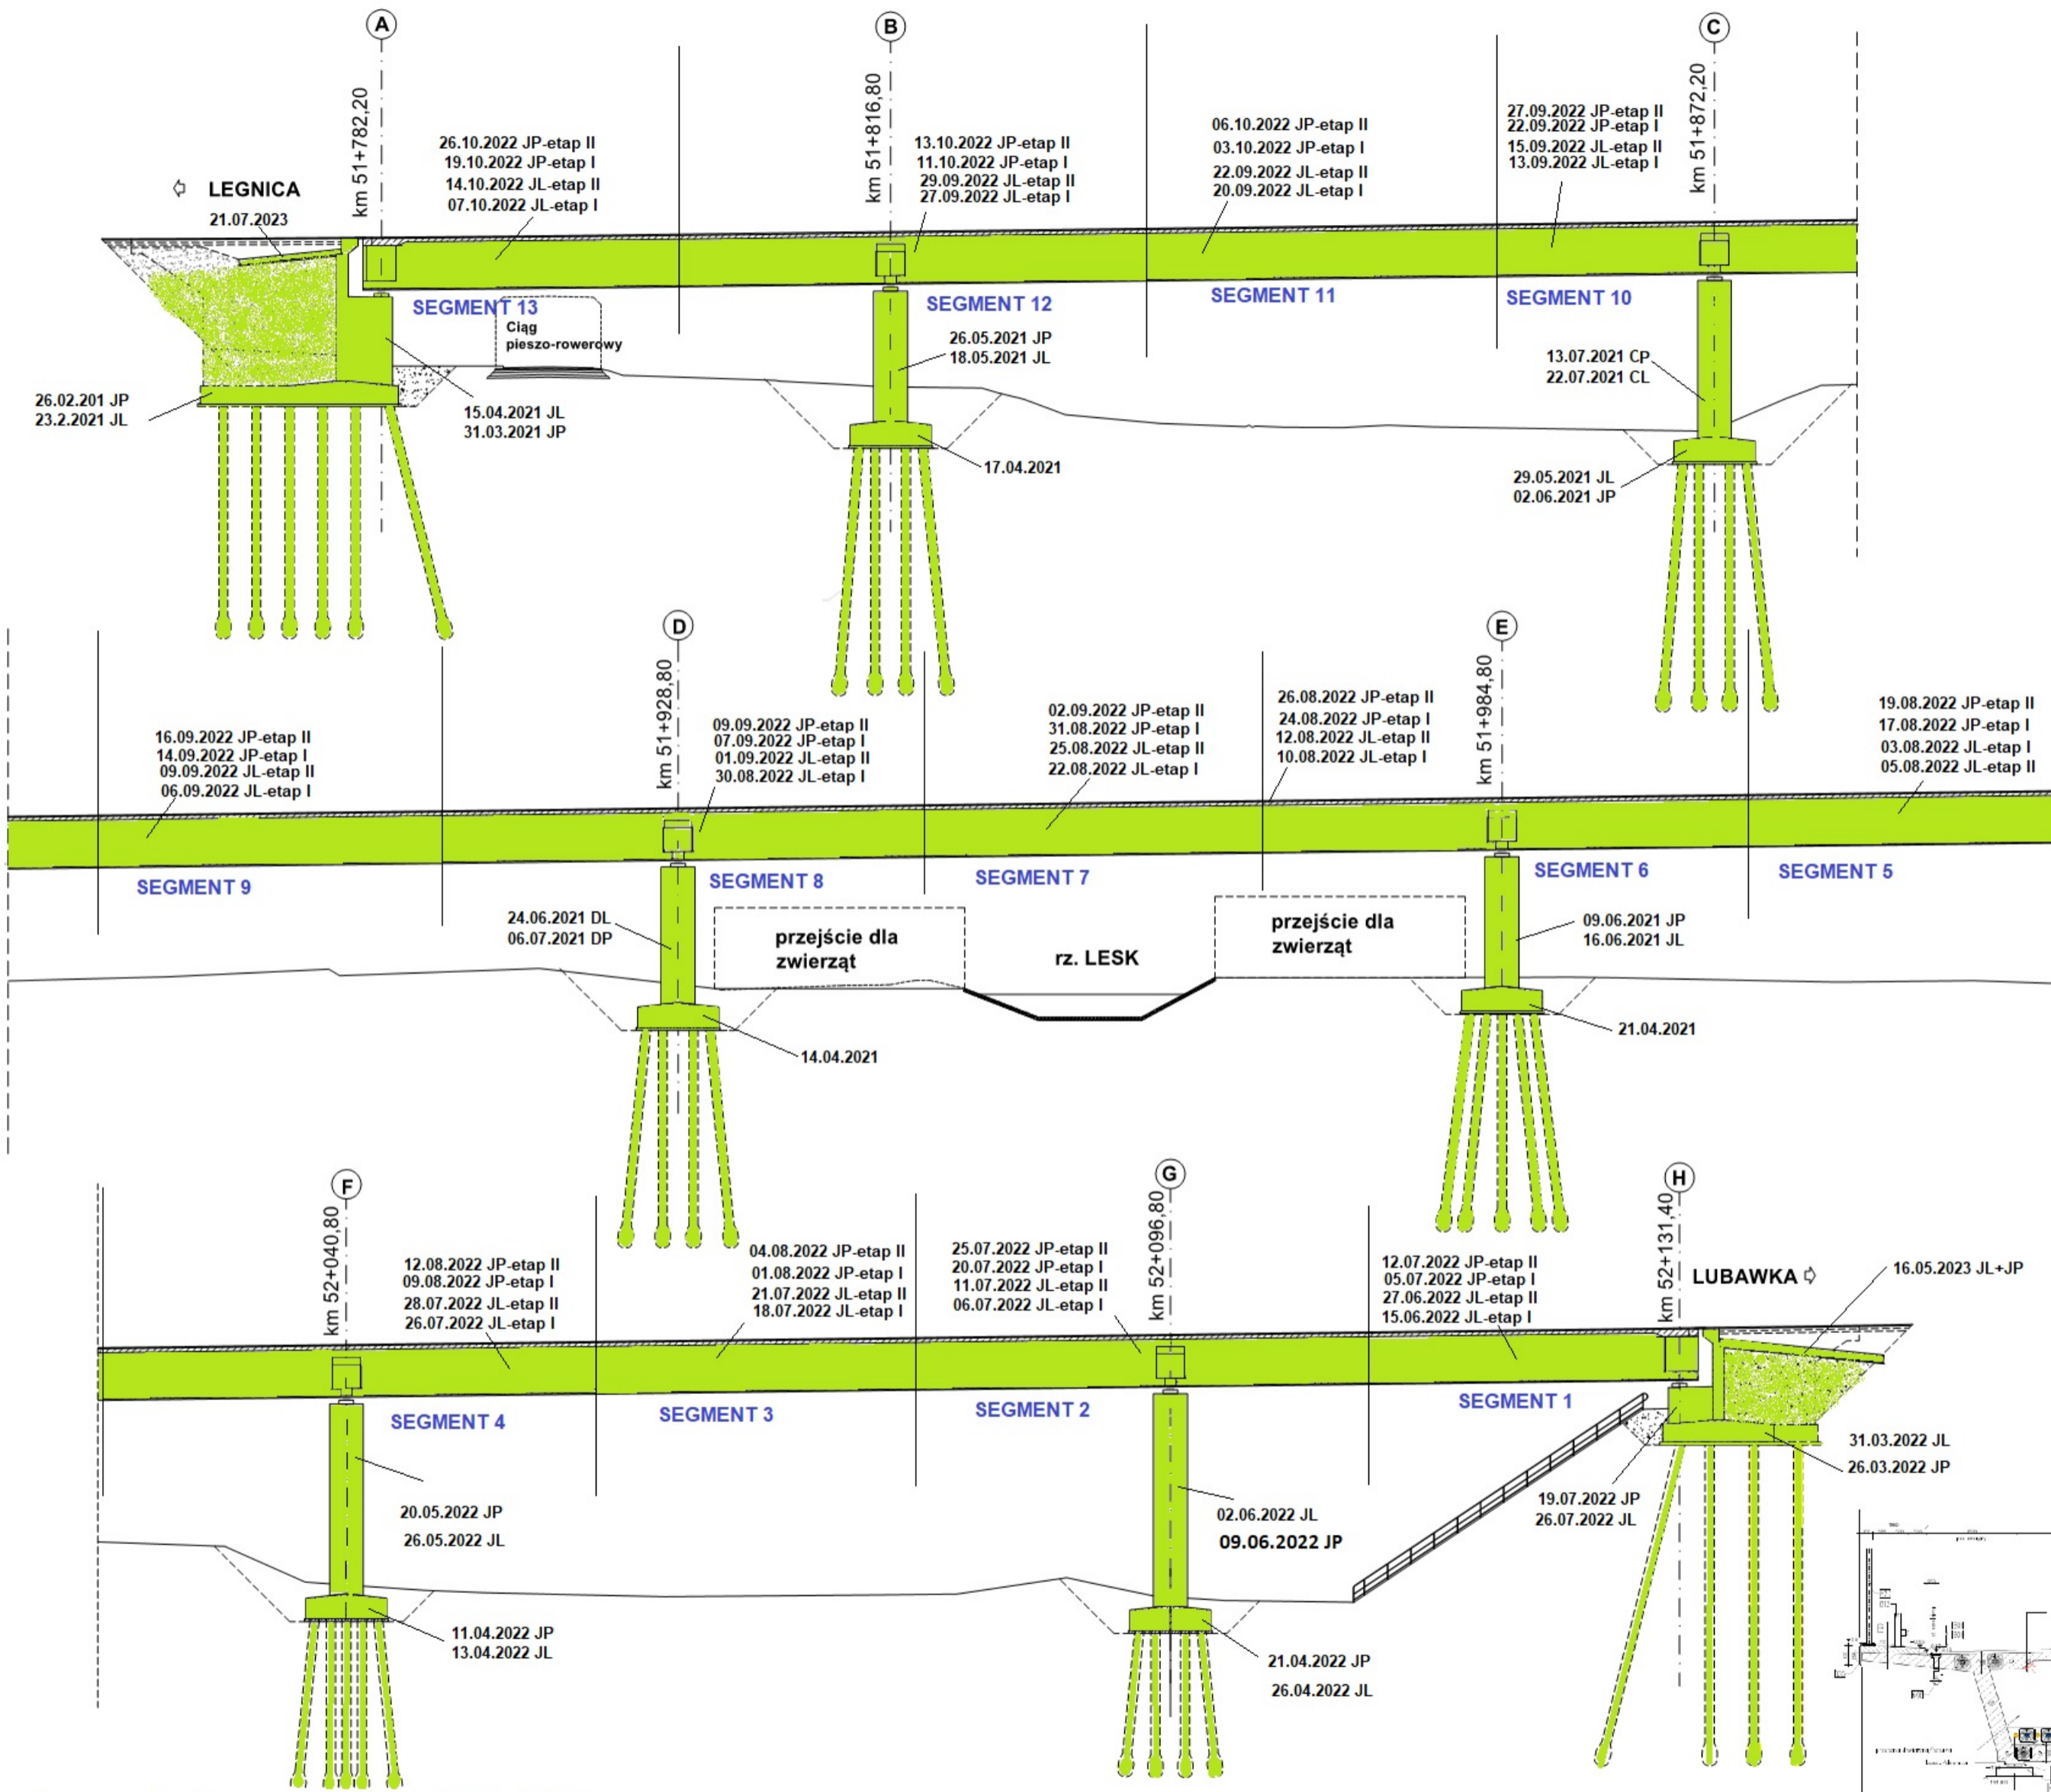 A
B
C
km 51+782,20
km 51+816,80
km 51+872,20
LEGNICA
21.07.2023
26.10.2022 JP-etap II
19.10.2022 JP-etap I
14.10.2022 JL-etap II
07.10.2022 JL-etap I
13.10.2022 JP-etap II
11.10.2022 JP-etap I
29.09.2022 JL-etap II
27.09.2022 JL-etap I
06.10.2022 JP-etap II
03.10.2022 JP-etap I
22.09.2022 JL-etap II
20.09.2022 JL-etap I
27.09.2022 JP-etap II
22.09.2022 JP-etap I
15.09.2022 JL-etap II
13.09.2022 JL-etap I
SEGMENT 13
SEGMENT 12
SEGMENT 11
SEGMENT 10
Ciąg
pieszo-rowerowy
26.05.2021 JP
18.05.2021 JL
13.07.2021 CP
22.07.2021 CL
26.02.201 JP
23.2.2021 JL
15.04.2021 JL
31.03.2021 JP
17.04.2021
29.05.2021 JL
02.06.2021 JP
D
E
km 51+928,80
km 51+984,80
16.09.2022 JP-etap II
14.09.2022 JP-etap I
09.09.2022 JL-etap II
06.09.2022 JL-etap I
09.09.2022 JP-etap II
07.09.2022 JP-etap I
01.09.2022 JL-etap II
30.08.2022 JL-etap I
02.09.2022 JP-etap II
31.08.2022 JP-etap I
25.08.2022 JL-etap II
22.08.2022 JL-etap I
26.08.2022 JP-etap II
24.08.2022 JP-etap I
12.08.2022 JL-etap II
10.08.2022 JL-etap I
19.08.2022 JP-etap II
17.08.2022 JP-etap I
03.08.2022 JL-etap I
05.08.2022 JL-etap II
SEGMENT 9
SEGMENT 8
SEGMENT 7
SEGMENT 6
SEGMENT 5
24.06.2021 DL
06.07.2021 DP
przejście dla
zwierząt
rz. LESK
przejście dla
zwierząt
09.06.2021 JP
16.06.2021 JL
14.04.2021
21.04.2021
F
G
H
km 52+040,80
km 52+096,80
km 52+131,40
12.08.2022 JP-etap II
09.08.2022 JP-etap I
28.07.2022 JL-etap II
26.07.2022 JL-etap I
04.08.2022 JP-etap II
01.08.2022 JP-etap I
21.07.2022 JL-etap II
18.07.2022 JL-etap I
25.07.2022 JP-etap II
20.07.2022 JP-etap I
11.07.2022 JL-etap II
06.07.2022 JL-etap I
12.07.2022 JP-etap II
05.07.2022 JP-etap I
27.06.2022 JL-etap II
15.06.2022 JL-etap I
LUBAWKA
16.05.2023 JL+JP
SEGMENT 4
SEGMENT 3
SEGMENT 2
SEGMENT 1
31.03.2022 JL
26.03.2022 JP
19.07.2022 JP
26.07.2022 JL
20.05.2022 JP
26.05.2022 JL
02.06.2022 JL
09.06.2022 JP
11.04.2022 JP
13.04.2022 JL
21.04.2022 JP
26.04.2022 JL